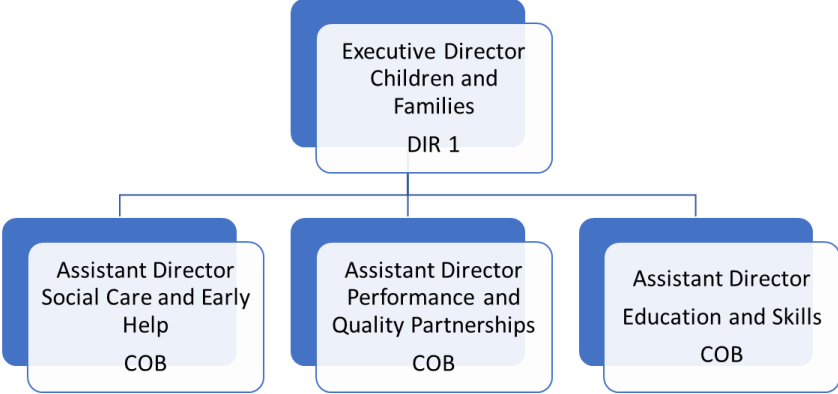 Executive Director
Children and
Families
DIR 1
Assistant Director
Social Care and Early
Help
COB
Assistant Director
Performance and
Quality Partnerships
COB
Assistant Director
Education and Skills
COB